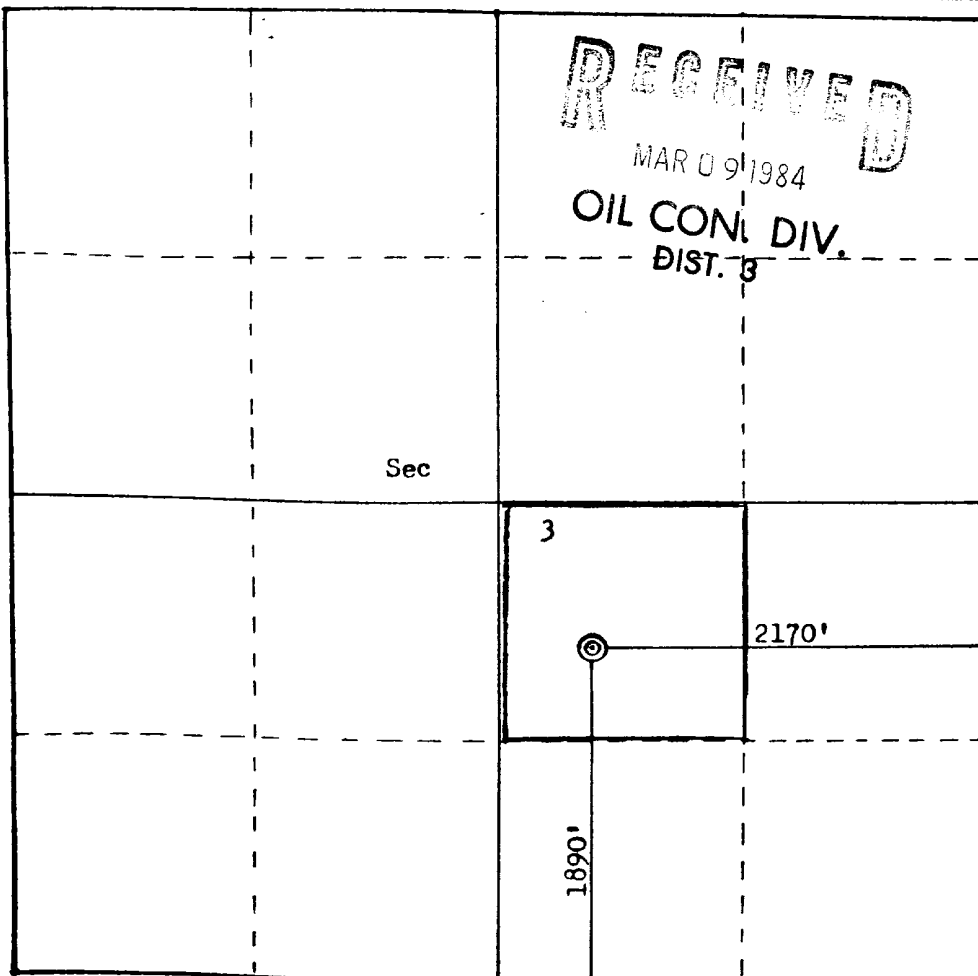 RECEIVED
MAR 09 1984
OIL CON. DIV.
DIST. 3
Sec
3
2170'
1890'